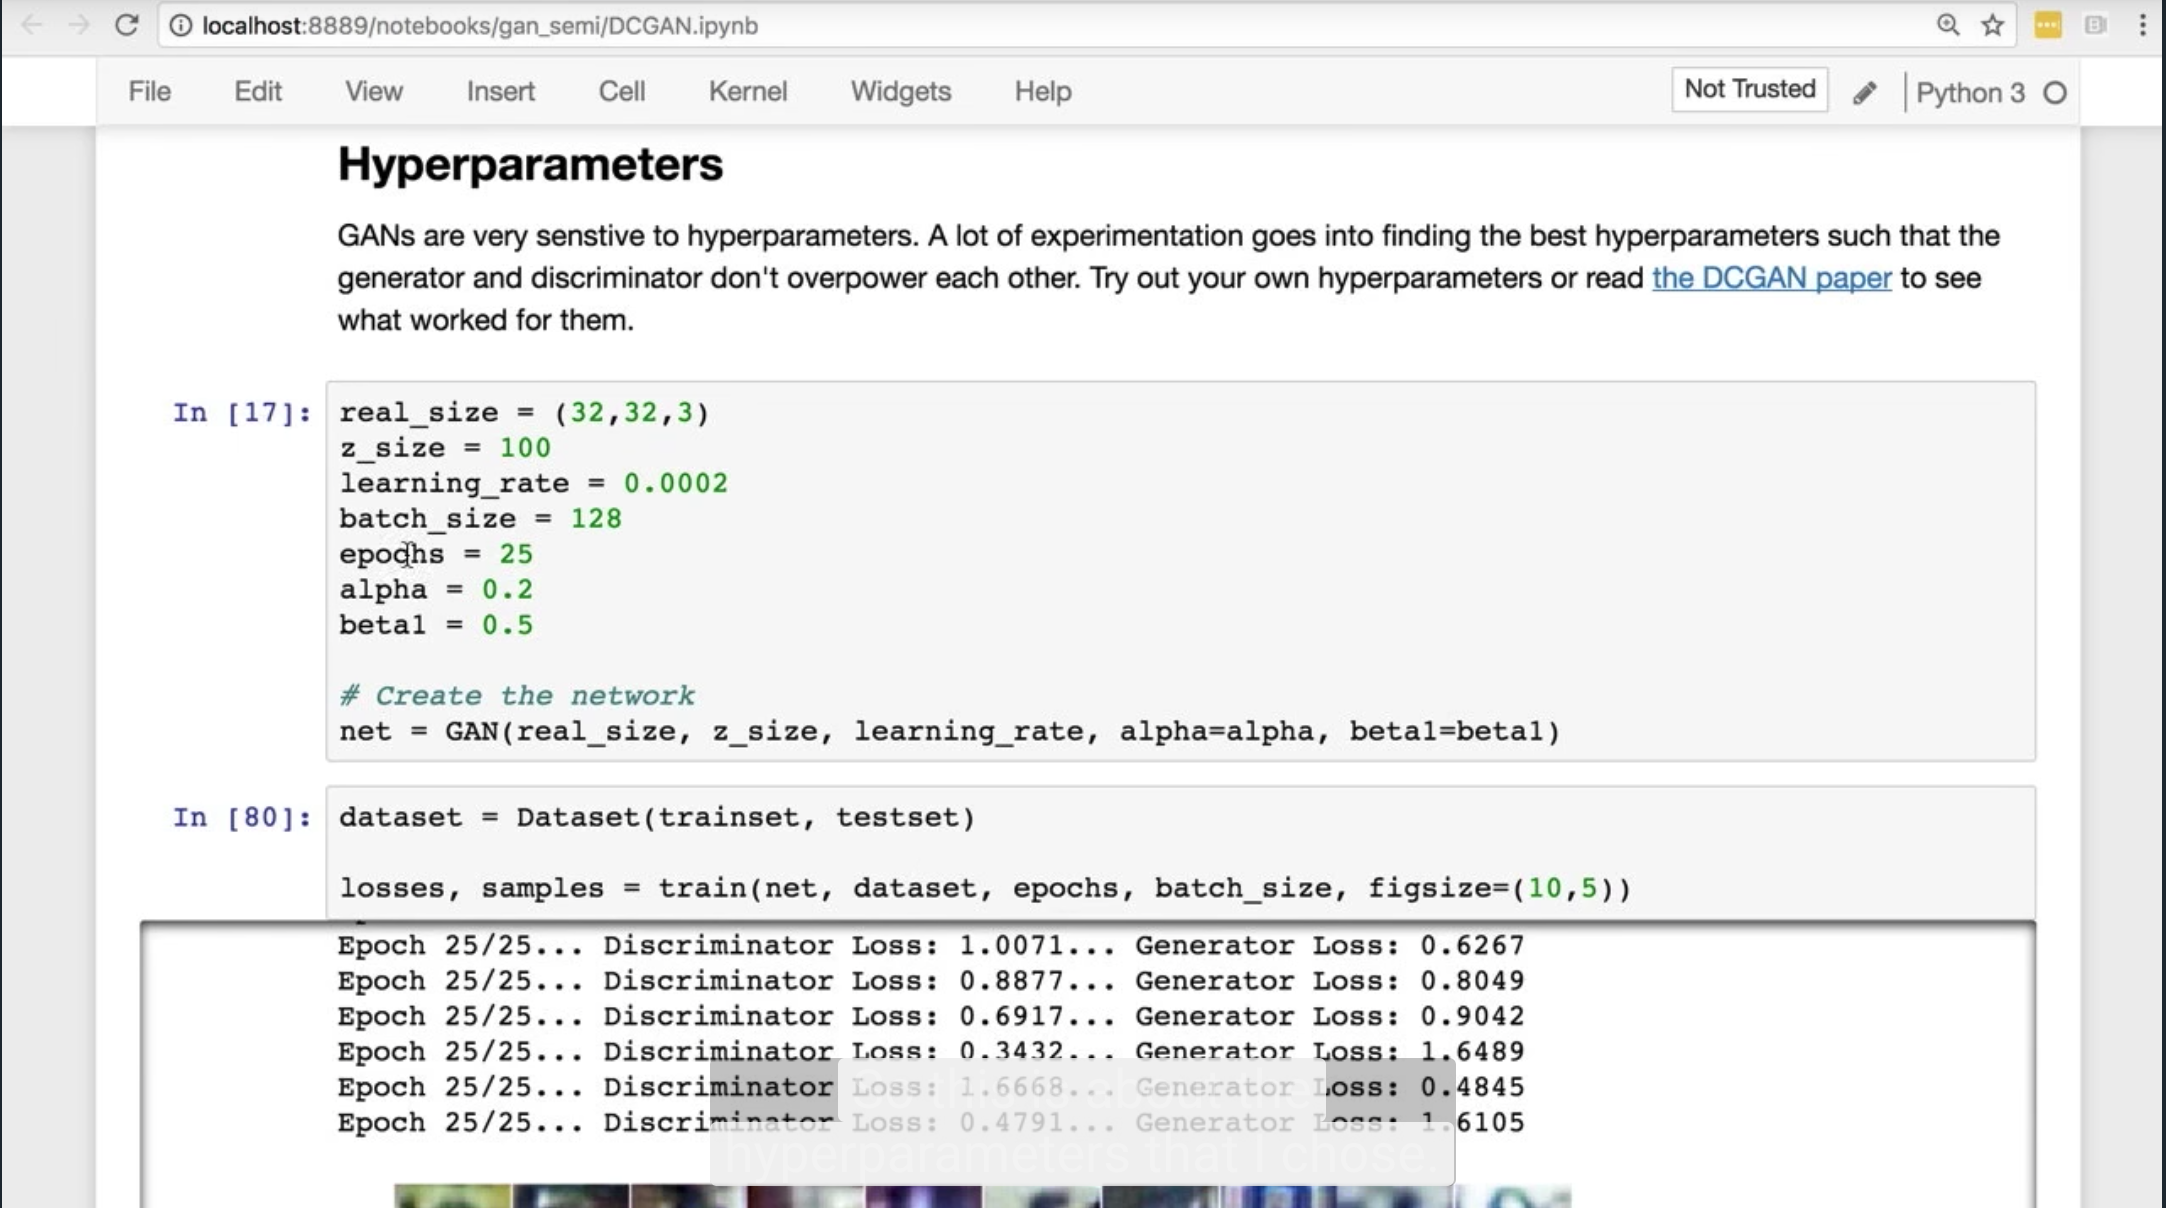 localhost:8889/notebooks/gan_semi/DCGAN.ipynb
File Edit View Insert Cell Kernel Widgets Help Not Trusted Python 3
Hyperparameters
GANs are very senstive to hyperparameters. A lot of experimentation goes into finding the best hyperparameters such that the
generator and discriminator don't overpower each other. Try out your own hyperparameters or read the DCGAN paper to see
what worked for them.
In [17]: real_size = (32,32,3)
z_size = 100
learning_rate = 0.0002
batch_size = 128
epochs = 25
alpha = 0.2
beta1 = 0.5
# Create the network
net = GAN(real_size, z_size, learning_rate, alpha=alpha, beta1=beta1)
In [80]: dataset = Dataset(trainset, testset)
losses, samples = train(net, dataset, epochs, batch_size, figsize=(10,5))
Epoch 25/25... Discriminator Loss: 1.0071... Generator Loss: 0.6267
Epoch 25/25... Discriminator Loss: 0.8877... Generator Loss: 0.8049
Epoch 25/25... Discriminator Loss: 0.6917... Generator Loss: 0.9042
Epoch 25/25... Discriminator Loss: 0.3432... Generator Loss: 1.6489
Epoch 25/25... Discriminator Loss: 1.6668... Generator Loss: 0.4845
Epoch 25/25... Discriminator Loss: 0.4791... Generator Loss: 1.6105
hyperparameters that I chose.